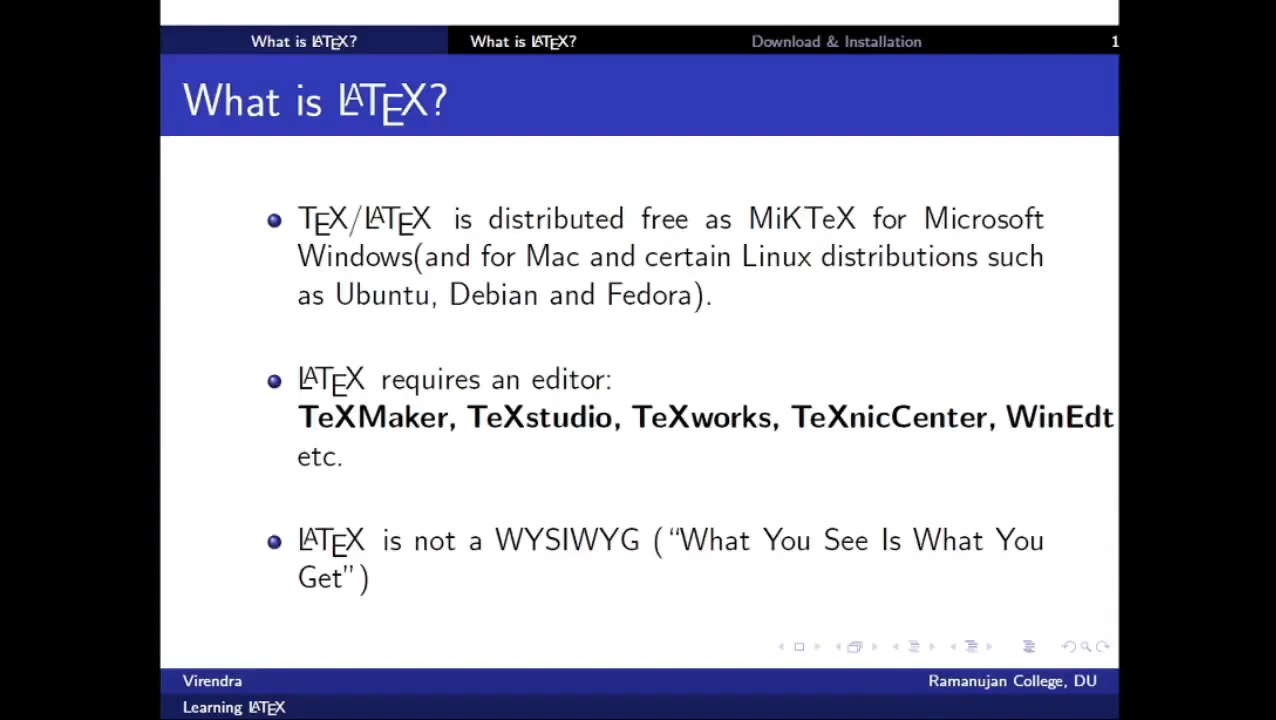 What is LATEX? What is LATEX? Download & Installation 1
What is LATEX?
TEX/LATEX is distributed free as MiKTeX for Microsoft
Windows(and for Mac and certain Linux distributions such
as Ubuntu, Debian and Fedora).
LATEX requires an editor:
TeXMaker, TeXstudio, TeXworks, TeXnicCenter, WinEdt
etc.
LATEX is not a WYSIWYG (“What You See Is What You
Get”)
Virendra Ramanujan College, DU
Learning LATEX